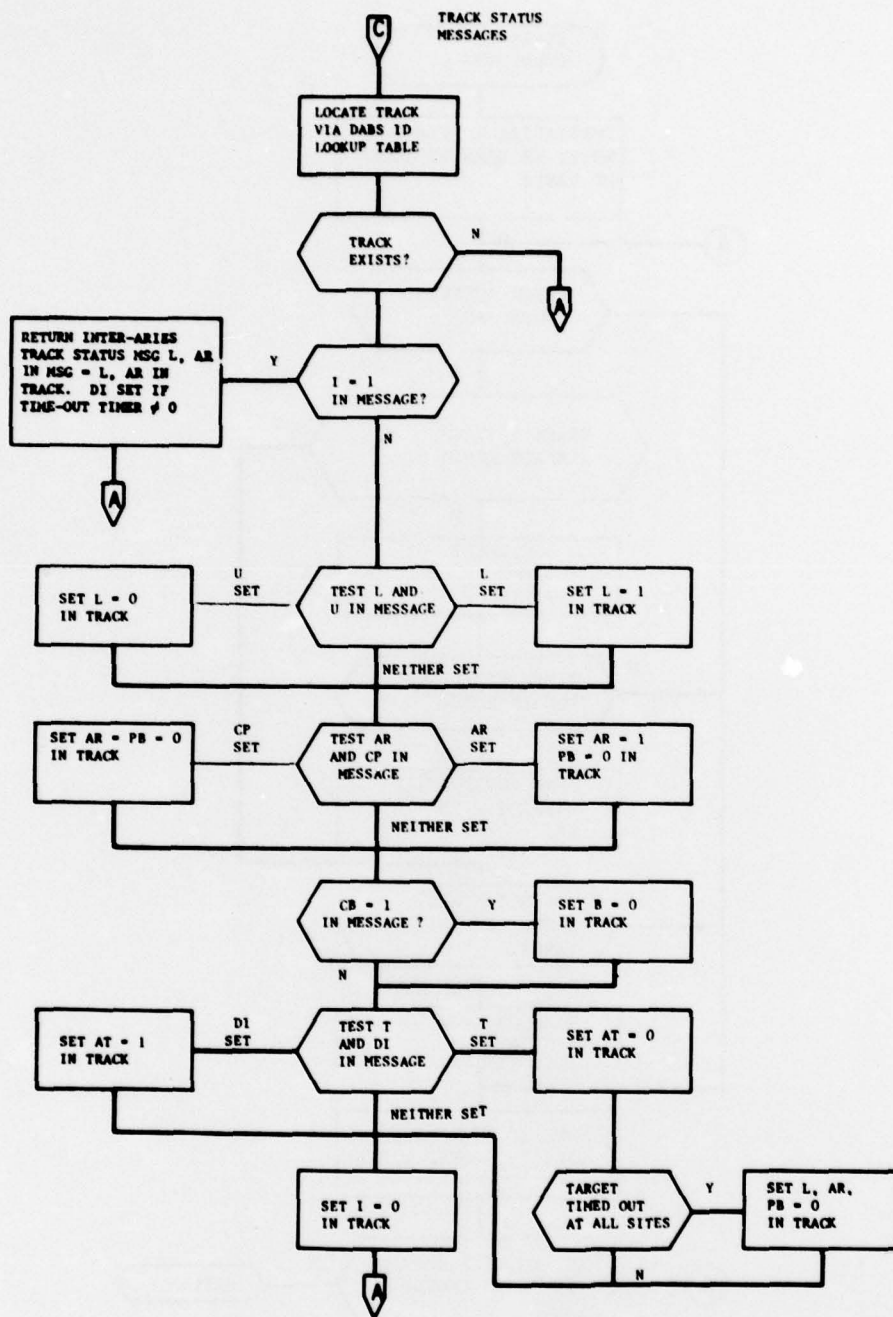 TRACK STATUS
MESSAGES
C
LOCATE TRACK
VIA DABS ID
LOOKUP TABLE
TRACK
EXISTS?
N
A
RETURN INTER-ARIES
TRACK STATUS MSG L, AR
IN MSG = L, AR IN
TRACK. DI SET IF
TIME-OUT TIMER ≠ 0
Y
I = 1
IN MESSAGE?
N
A
SET L = 0
IN TRACK
U
SET
TEST L AND
U IN MESSAGE
L
SET
SET L = 1
IN TRACK
NEITHER SET
SET AR = PB = 0
IN TRACK
CP
SET
TEST AR
AND CP IN
MESSAGE
AR
SET
SET AR = 1
PB = 0 IN
TRACK
NEITHER SET
CB = 1
IN MESSAGE ?
Y
SET B = 0
IN TRACK
N
SET AT = 1
IN TRACK
DI
SET
TEST T
AND DI
IN MESSAGE
T
SET
SET AT = 0
IN TRACK
NEITHER SET
SET I = 0
IN TRACK
TARGET
TIMED OUT
AT ALL SITES
Y
SET L, AR,
PB = 0
IN TRACK
N
A